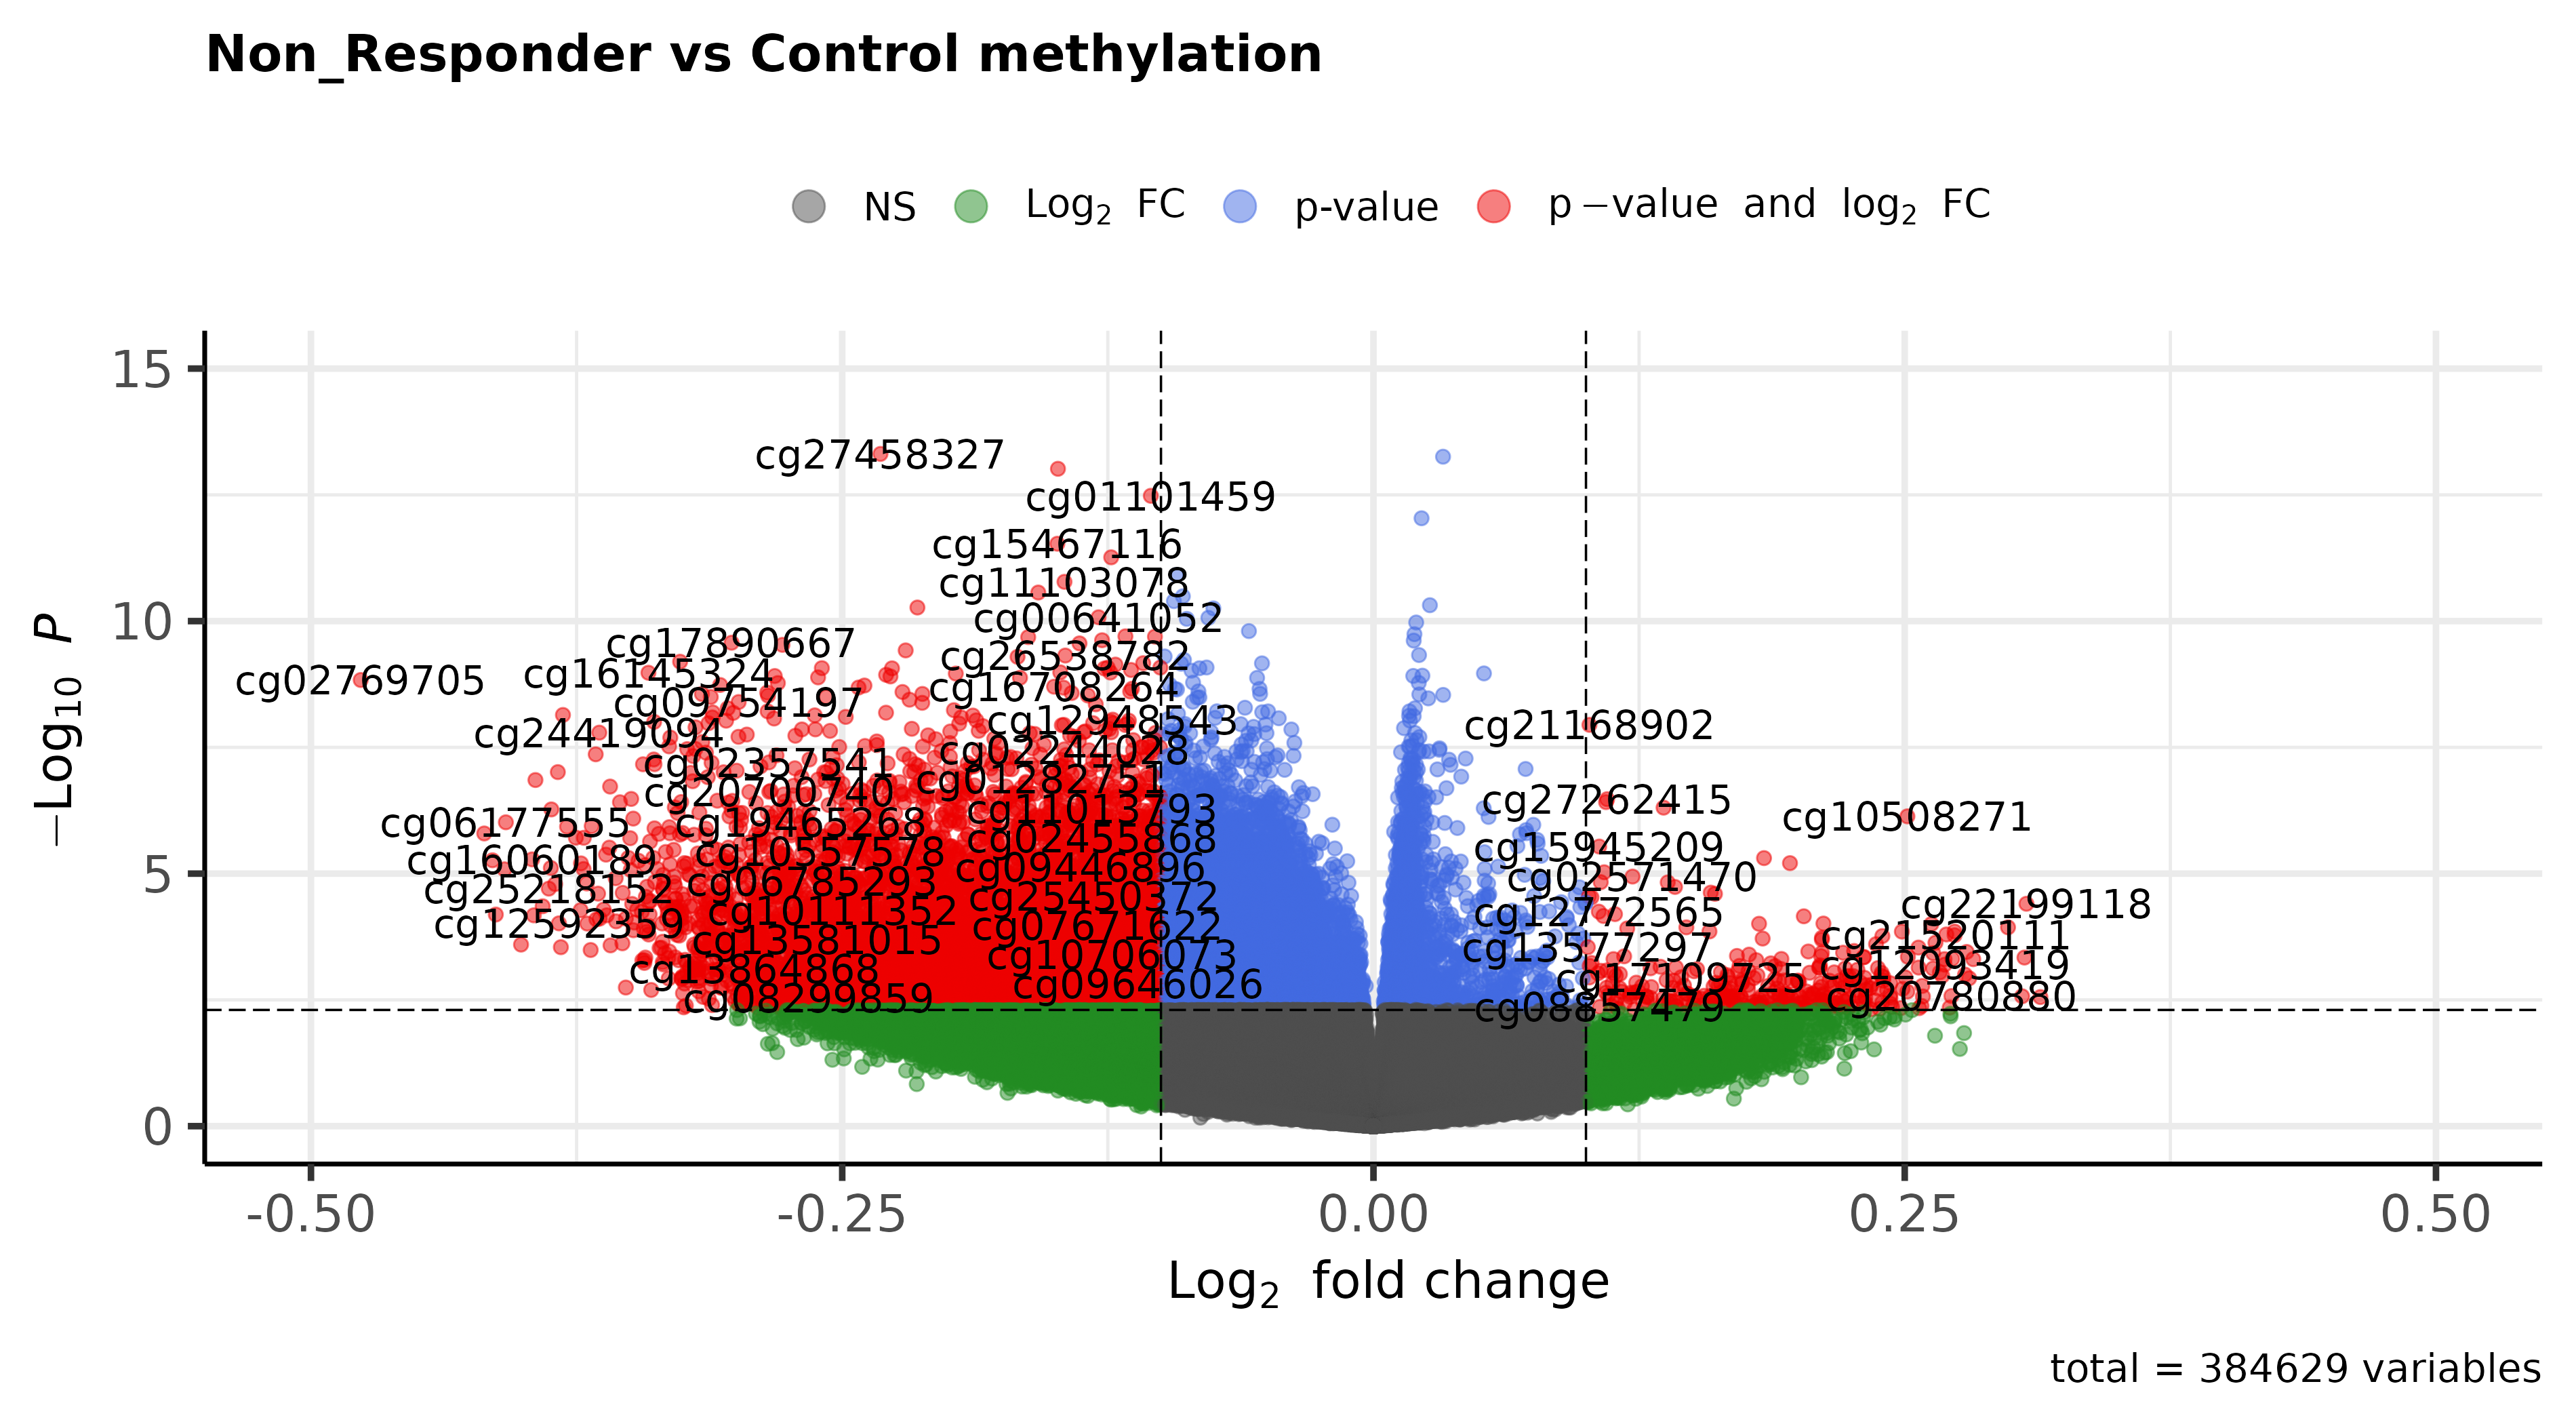 Non_Responder vs Control methylation
NS Log2 FC p-value p−value and log2 FC
15
10
5
0
−Log10 P
cg27458327
cg01101459
cg15467116
cg11103078
cg00641052
cg17890667
cg26538782
cg02769705
cg16145324
cg16708264
cg09754197
cg12948543
cg21168902
cg24419094
cg02244028
cg02357541
cg01282751
cg20700740
cg27262415
cg11013793
cg10508271
cg06177555
cg19465268
cg02455868
cg15945209
cg10557578
cg16060189
cg09446896
cg02571470
cg06785293
cg25218152
cg25450372
cg22199118
cg10111352
cg12772565
cg12592359
cg07671622
cg21520111
cg13581015
cg13577297
cg10706073
cg12093419
cg13864868
cg17109725
cg09646026
cg20780880
cg08299859
cg08857479
-0.50 -0.25 0.00 0.25 0.50
Log2 fold change
total = 384629 variables